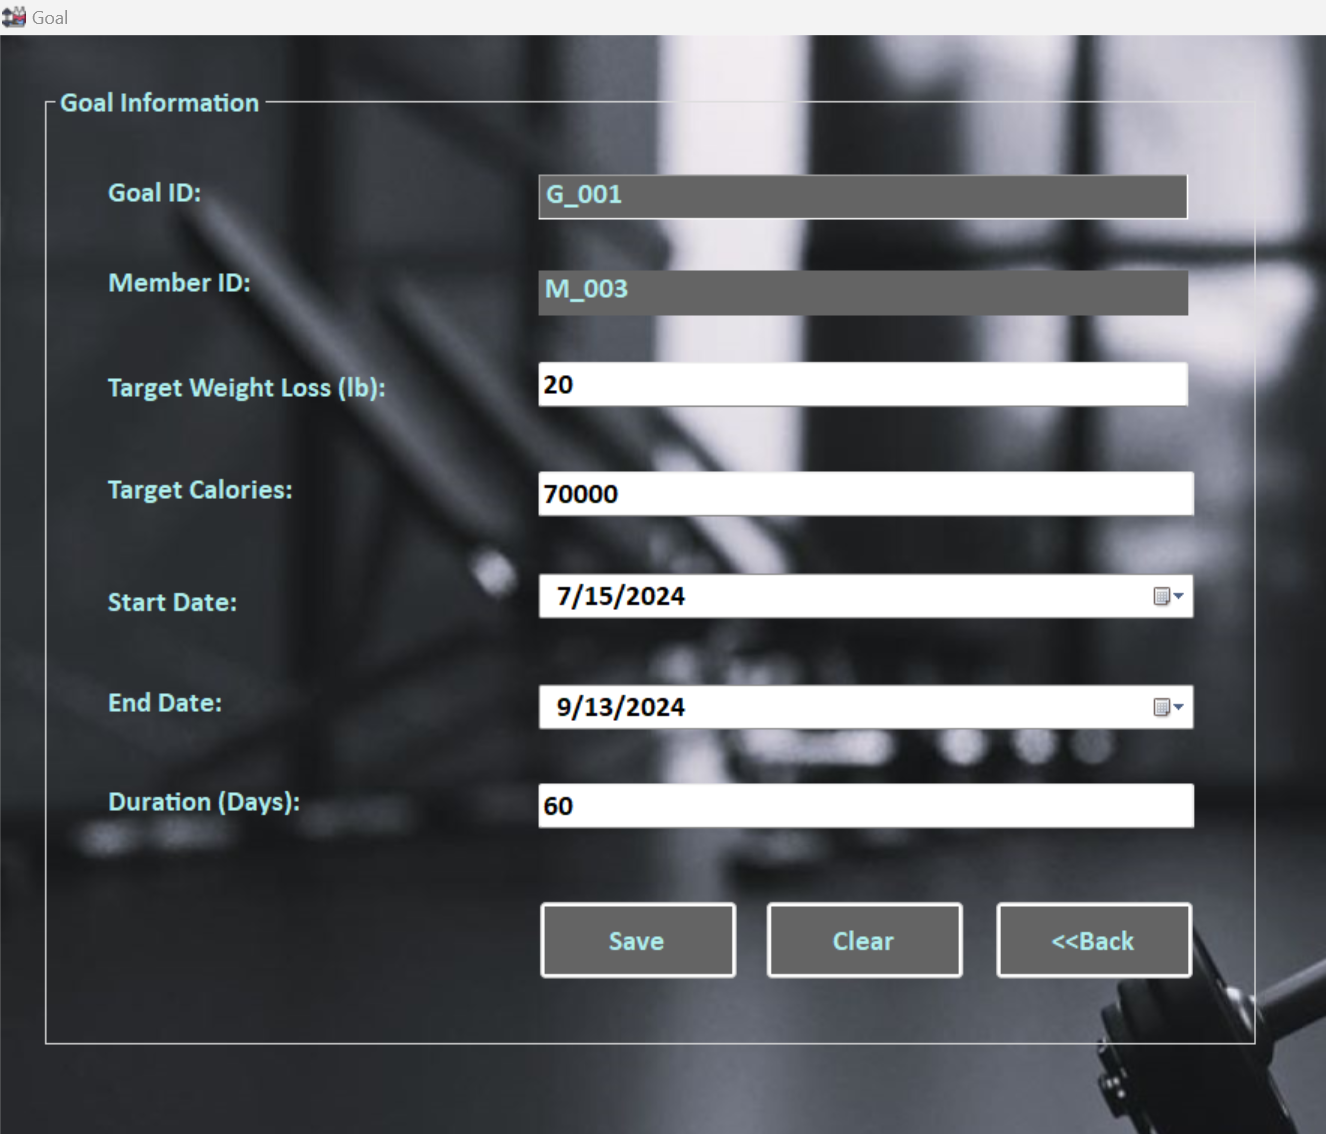 Goal
Goal Information
Goal ID: G_001
Member ID: M_003
Target Weight Loss (lb): 20
Target Calories: 70000
Start Date: 7/15/2024
End Date: 9/13/2024
Duration (Days): 60
Save Clear <<Back